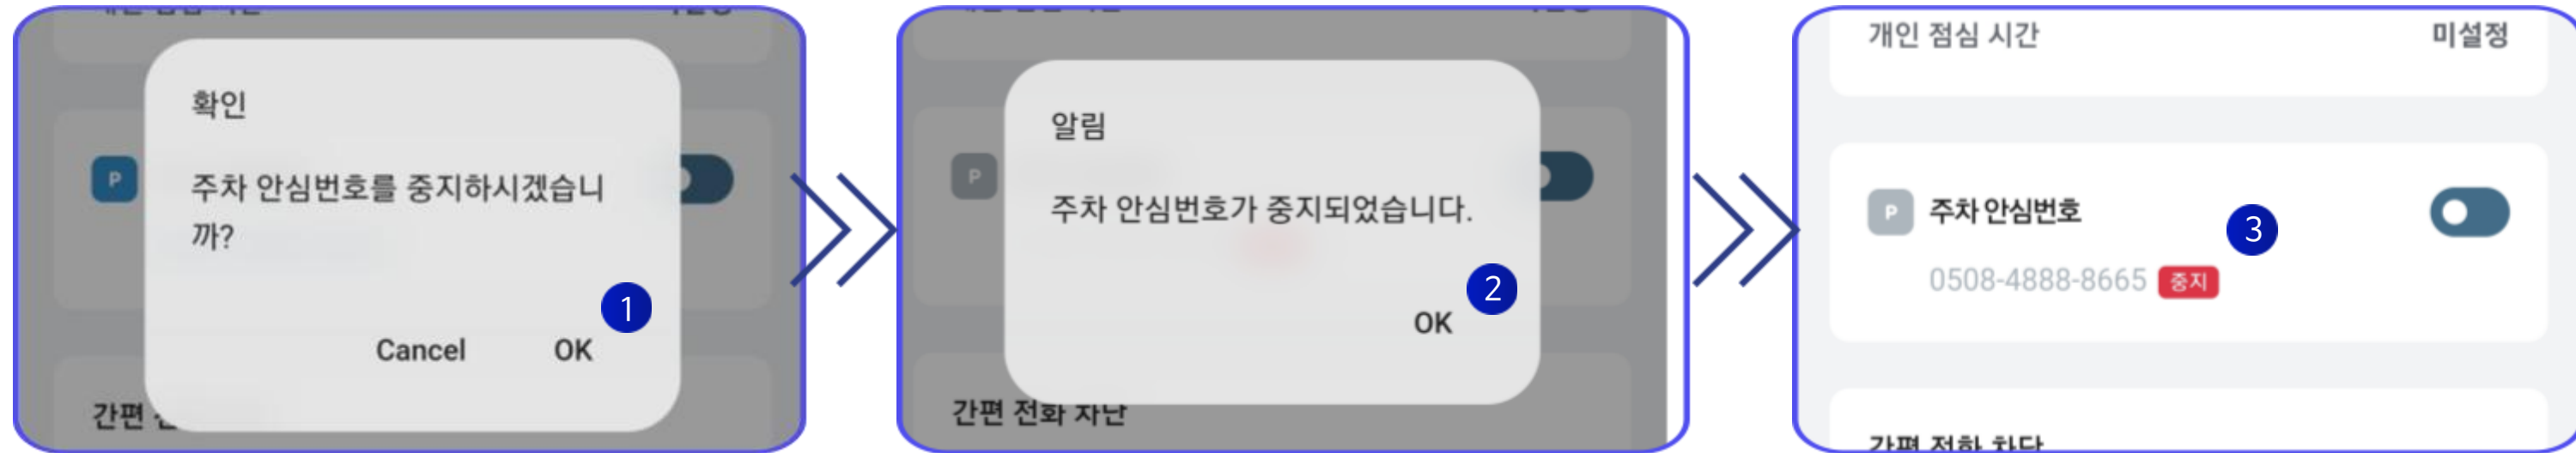 확인
주차 안심번호를 중지하시겠습니
까?
1
Cancel OK
간편
P
알림
주차 안심번호가 중지되었습니다.
2
OK
간편 전화 차단
P
개인 점심 시간 미설정
P 주차 안심번호
3
0508-4888-8665 중지
간편 전화 차단